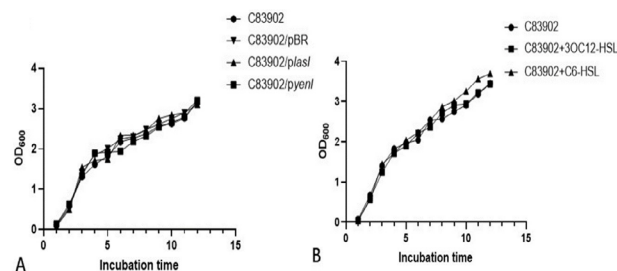 C83902
C83902/pBR
C83902/plasI
C83902/pyenI
OD600
4
3
2
1
0
0
5
10
15
Incubation time
A
C83902
C83902+3OC12-HSL
C83902+C6-HSL
OD600
4
3
2
1
0
0
5
10
15
Incubation time
B